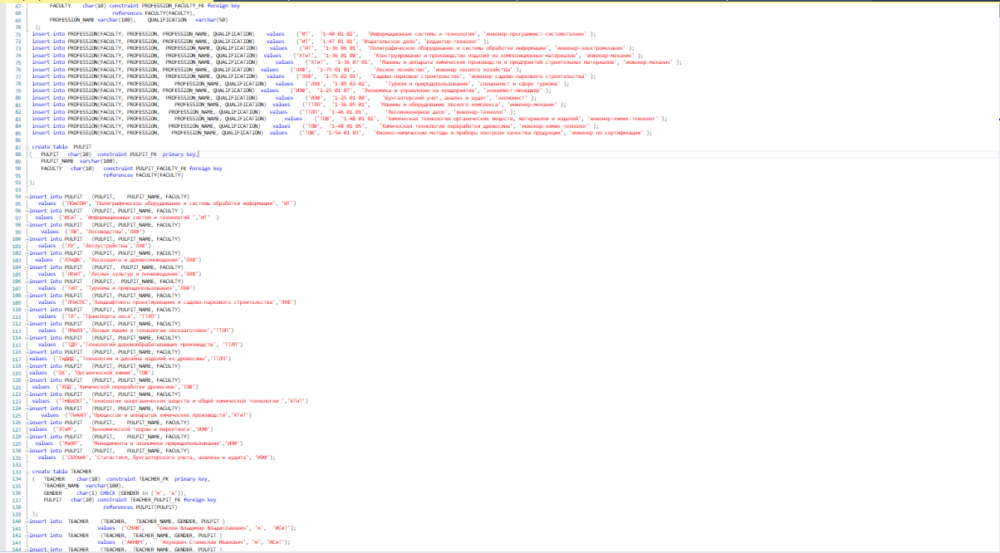 67 FACULTY char(10) constraint PROFESSION_FACULTY_FK foreign key
68 references FACULTY(FACULTY),
69 PROFESSION_NAME varchar(100), QUALIFICATION varchar(50)
70 );
71 insert into PROFESSION(FACULTY, PROFESSION, PROFESSION_NAME, QUALIFICATION) values ('ИТ', '1-40 01 02', 'Информационные системы и технологии', 'инженер-программист-системотехник' );
72 insert into PROFESSION(FACULTY, PROFESSION, PROFESSION_NAME, QUALIFICATION) values ('ИТ', '1-47 01 01', 'Издательское дело', 'редактор-технолог' );
73 insert into PROFESSION(FACULTY, PROFESSION, PROFESSION_NAME, QUALIFICATION) values ('ИТ', '1-36 06 01', 'Полиграфическое оборудование и системы обработки информации', 'инженер-электромеханик' );
74 insert into PROFESSION(FACULTY, PROFESSION, PROFESSION_NAME, QUALIFICATION) values ('ХТиТ', '1-36 01 08', 'Конструирование и производство изделий из композиционных материалов', 'инженер-механик' );
75 insert into PROFESSION(FACULTY, PROFESSION, PROFESSION_NAME, QUALIFICATION) values ('ХТиТ', '1-36 07 01', 'Машины и аппараты химических производств и предприятий строительных материалов', 'инженер-механик' );
76 insert into PROFESSION(FACULTY, PROFESSION, PROFESSION_NAME, QUALIFICATION) values ('ЛХФ', '1-75 01 01', 'Лесное хозяйство', 'инженер лесного хозяйства' );
77 insert into PROFESSION(FACULTY, PROFESSION, PROFESSION_NAME, QUALIFICATION) values ('ЛХФ', '1-75 02 01', 'Садово-парковое строительство', 'инженер садово-паркового строительства' );
78 insert into PROFESSION(FACULTY, PROFESSION, PROFESSION_NAME, QUALIFICATION) values ('ЛХФ', '1-89 02 02', 'Туризм и природопользование', 'специалист в сфере туризма' );
79 insert into PROFESSION(FACULTY, PROFESSION, PROFESSION_NAME, QUALIFICATION) values ('ИЭФ', '1-25 01 07', 'Экономика и управление на предприятии', 'экономист-менеджер' );
80 insert into PROFESSION(FACULTY, PROFESSION, PROFESSION_NAME, QUALIFICATION) values ('ИЭФ', '1-25 01 08', 'Бухгалтерский учет, анализ и аудит', 'экономист' );
81 insert into PROFESSION(FACULTY, PROFESSION, PROFESSION_NAME, QUALIFICATION) values ('ТТЛП', '1-36 05 01', 'Машины и оборудование лесного комплекса', 'инженер-механик' );
82 insert into PROFESSION(FACULTY, PROFESSION, PROFESSION_NAME, QUALIFICATION) values ('ТТЛП', '1-46 01 01', 'Лесоинженерное дело', 'инженер-технолог' );
83 insert into PROFESSION(FACULTY, PROFESSION, PROFESSION_NAME, QUALIFICATION) values ('ТОВ', '1-48 01 02', 'Химическая технология органических веществ, материалов и изделий', 'инженер-химик-технолог' );
84 insert into PROFESSION(FACULTY, PROFESSION, PROFESSION_NAME, QUALIFICATION) values ('ТОВ', '1-48 01 05', 'Химическая технология переработки древесины', 'инженер-химик-технолог' );
85 insert into PROFESSION(FACULTY, PROFESSION, PROFESSION_NAME, QUALIFICATION) values ('ТОВ', '1-54 01 03', 'Физико-химические методы и приборы контроля качества продукции', 'инженер по сертификации' );
86
87 create table PULPIT
88 ( PULPIT char(20) constraint PULPIT_PK primary key,
89 PULPIT_NAME varchar(100),
90 FACULTY char(10) constraint PULPIT_FACULTY_FK foreign key
91 references FACULTY(FACULTY)
92 );
93
94 insert into PULPIT (PULPIT, PULPIT_NAME, FACULTY)
95 values ('ПОиСОИ', 'Полиграфическое оборудование и системы обработки информации', 'ИТ')
96 insert into PULPIT (PULPIT, PULPIT_NAME, FACULTY )
97 values ('ИСиТ', 'Информационных систем и технологий ','ИТ' )
98 insert into PULPIT (PULPIT, PULPIT_NAME, FACULTY)
99 values ('ЛВ', 'Лесоводства','ЛХФ')
100 insert into PULPIT (PULPIT, PULPIT_NAME, FACULTY)
101 values ('ЛУ', 'Лесоустройства','ЛХФ')
102 insert into PULPIT (PULPIT, PULPIT_NAME, FACULTY)
103 values ('ЛЗиДВ', 'Лесозащиты и древесиноведения','ЛХФ')
104 insert into PULPIT (PULPIT, PULPIT_NAME, FACULTY)
105 values ('ЛКиП', 'Лесных культур и почвоведения','ЛХФ')
106 insert into PULPIT (PULPIT, PULPIT_NAME, FACULTY)
107 values ('ТиП', 'Туризма и природопользования','ЛХФ')
108 insert into PULPIT (PULPIT, PULPIT_NAME, FACULTY)
109 values ('ЛПиСПС','Ландшафтного проектирования и садово-паркового строительства','ЛХФ')
110 insert into PULPIT (PULPIT, PULPIT_NAME, FACULTY)
111 values ('ТЛ', 'Транспорта леса', 'ТТЛП')
112 insert into PULPIT (PULPIT, PULPIT_NAME, FACULTY)
113 values ('ЛМиЛЗ','Лесных машин и технологии лесозаготовок','ТТЛП')
114 insert into PULPIT (PULPIT, PULPIT_NAME, FACULTY)
115 values ('ТДП','Технологий деревообрабатывающих производств', 'ТТЛП')
116 insert into PULPIT (PULPIT, PULPIT_NAME, FACULTY)
117 values ('ТиДИД','Технологии и дизайна изделий из древесины','ТТЛП')
118 insert into PULPIT (PULPIT, PULPIT_NAME, FACULTY)
119 values ('ОХ', 'Органической химии','ТОВ')
120 insert into PULPIT (PULPIT, PULPIT_NAME, FACULTY)
121 values ('ХПД','Химической переработки древесины','ТОВ')
122 insert into PULPIT (PULPIT, PULPIT_NAME, FACULTY)
123 values ('ТНВиОХТ','Технологии неорганических веществ и общей химической технологии ','ХТиТ')
124 insert into PULPIT (PULPIT, PULPIT_NAME, FACULTY)
125 values ('ПиАХП','Процессов и аппаратов химических производств','ХТиТ')
126 insert into PULPIT (PULPIT, PULPIT_NAME, FACULTY)
127 values ('ЭТиМ', 'Экономической теории и маркетинга','ИЭФ')
128 insert into PULPIT (PULPIT, PULPIT_NAME, FACULTY)
129 values ('МиЭП', 'Менеджмента и экономики природопользования','ИЭФ')
130 insert into PULPIT (PULPIT, PULPIT_NAME, FACULTY)
131 values ('СБУАиА', 'Статистики, бухгалтерского учета, анализа и аудита', 'ИЭФ');
132
133 create table TEACHER
134 ( TEACHER char(10) constraint TEACHER_PK primary key,
135 TEACHER_NAME varchar(100),
136 GENDER char(1) CHECK (GENDER in ('м', 'ж')),
137 PULPIT char(20) constraint TEACHER_PULPIT_FK foreign key
138 references PULPIT(PULPIT)
139 );
140 insert into TEACHER (TEACHER, TEACHER_NAME, GENDER, PULPIT )
141 values ('СМЛВ', 'Смелов Владимир Владиславович', 'м', 'ИСиТ');
142 insert into TEACHER (TEACHER, TEACHER_NAME, GENDER, PULPIT )
143 values ('АКНВЧ', 'Акунович Станислав Иванович', 'м', 'ИСиТ');
144 insert into TEACHER (TEACHER, TEACHER_NAME, GENDER, PULPIT )